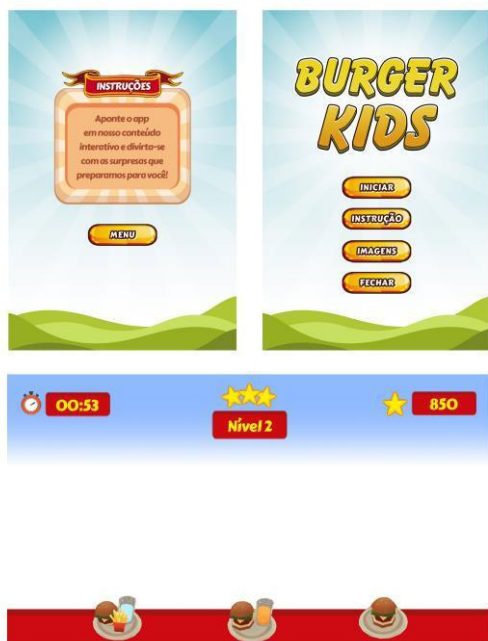 INSTRUÇÕES
Aponte o app
em nosso conteúdo
interativo e divirta-se
com as surpresas que
preparamos para você!
MENU
BURGER
KIDS
INICIAR
INSTRUÇÃO
IMAGENS
FECHAR
00:53
Nível 2
850